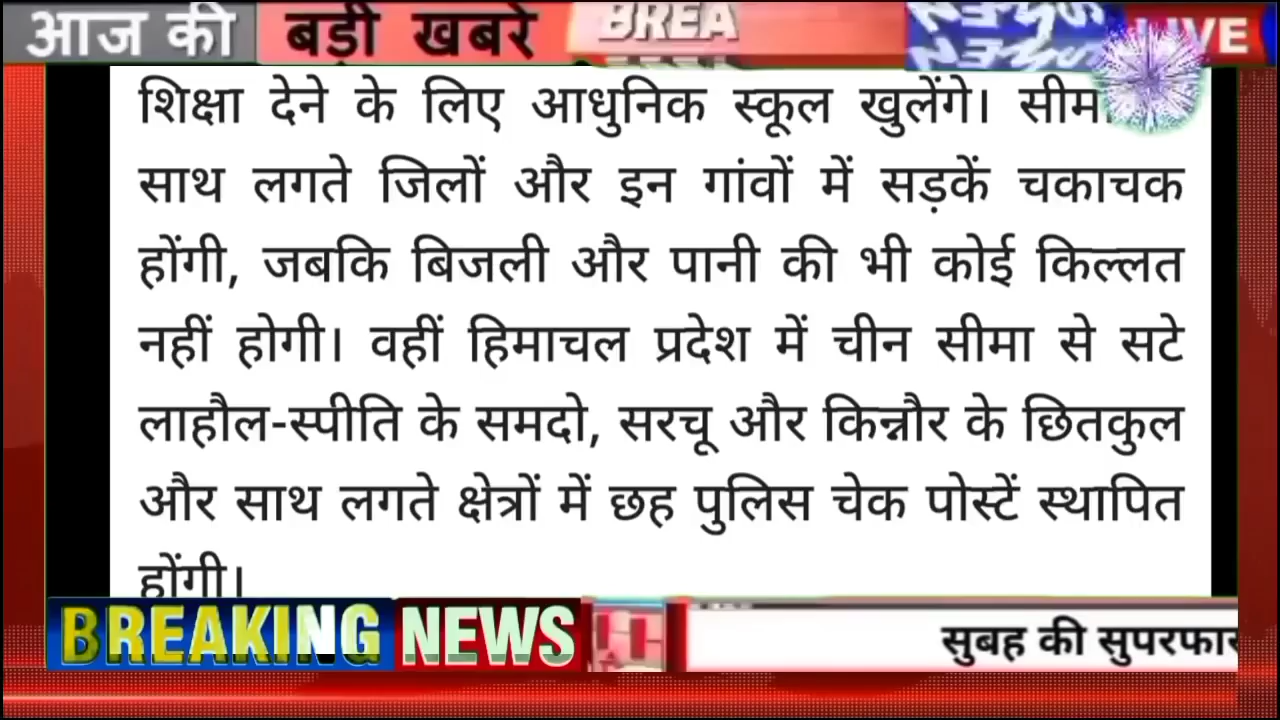 आज की बड़ी खबरे BREA LIVE
शिक्षा देने के लिए आधुनिक स्कूल खुलेंगे।
साथ लगते जिलों और इन गांवों में सड़कें चकाचक
होंगी, जबकि बिजली और पानी की भी कोई किल्लत
नहीं होगी। वहीं हिमाचल प्रदेश में चीन सीमा से सटे
लाहौल-स्पीति के समदो, सरचू और किन्नौर के छितकुल
और साथ लगते क्षेत्रों में छह पुलिस चेक पोस्टें स्थापित
होंगी।
BREAKING NEWS सुबह की